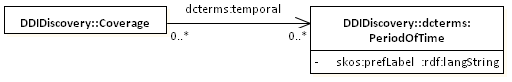 DDIDiscovery::Coverage
dcterms:temporal
0..*
0..*
DDIDiscovery::dcterms:
PeriodOfTime
- skos:prefLabel :rdf:langString